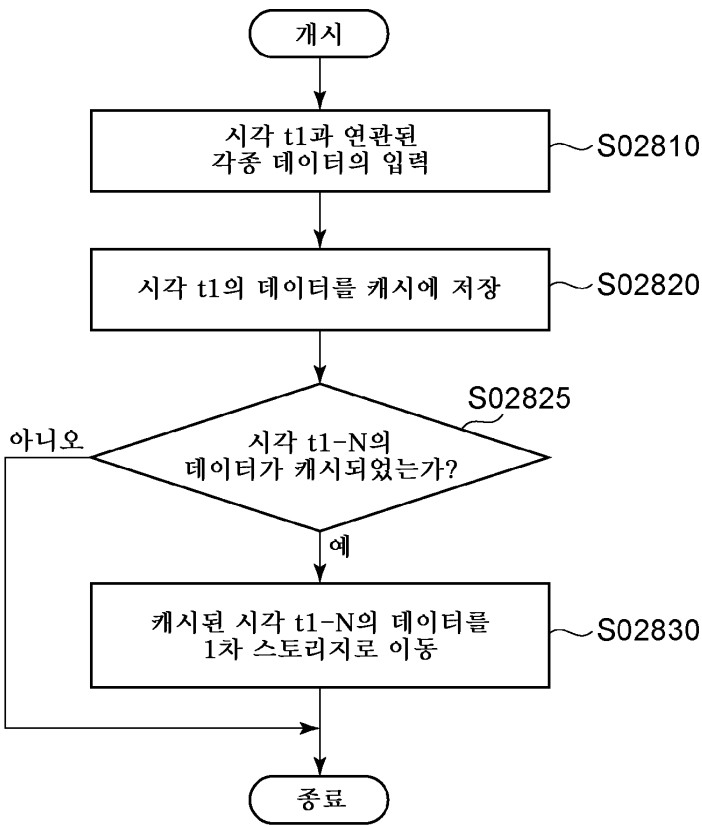 개시
시각 t1과 연관된
각종 데이터의 입력
S02810
시각 t1의 데이터를 캐시에 저장
S02820
S02825
아니오
시각 t1-N의
데이터가 캐시되었는가?
예
캐시된 시각 t1-N의 데이터를
1차 스토리지로 이동
S02830
종료